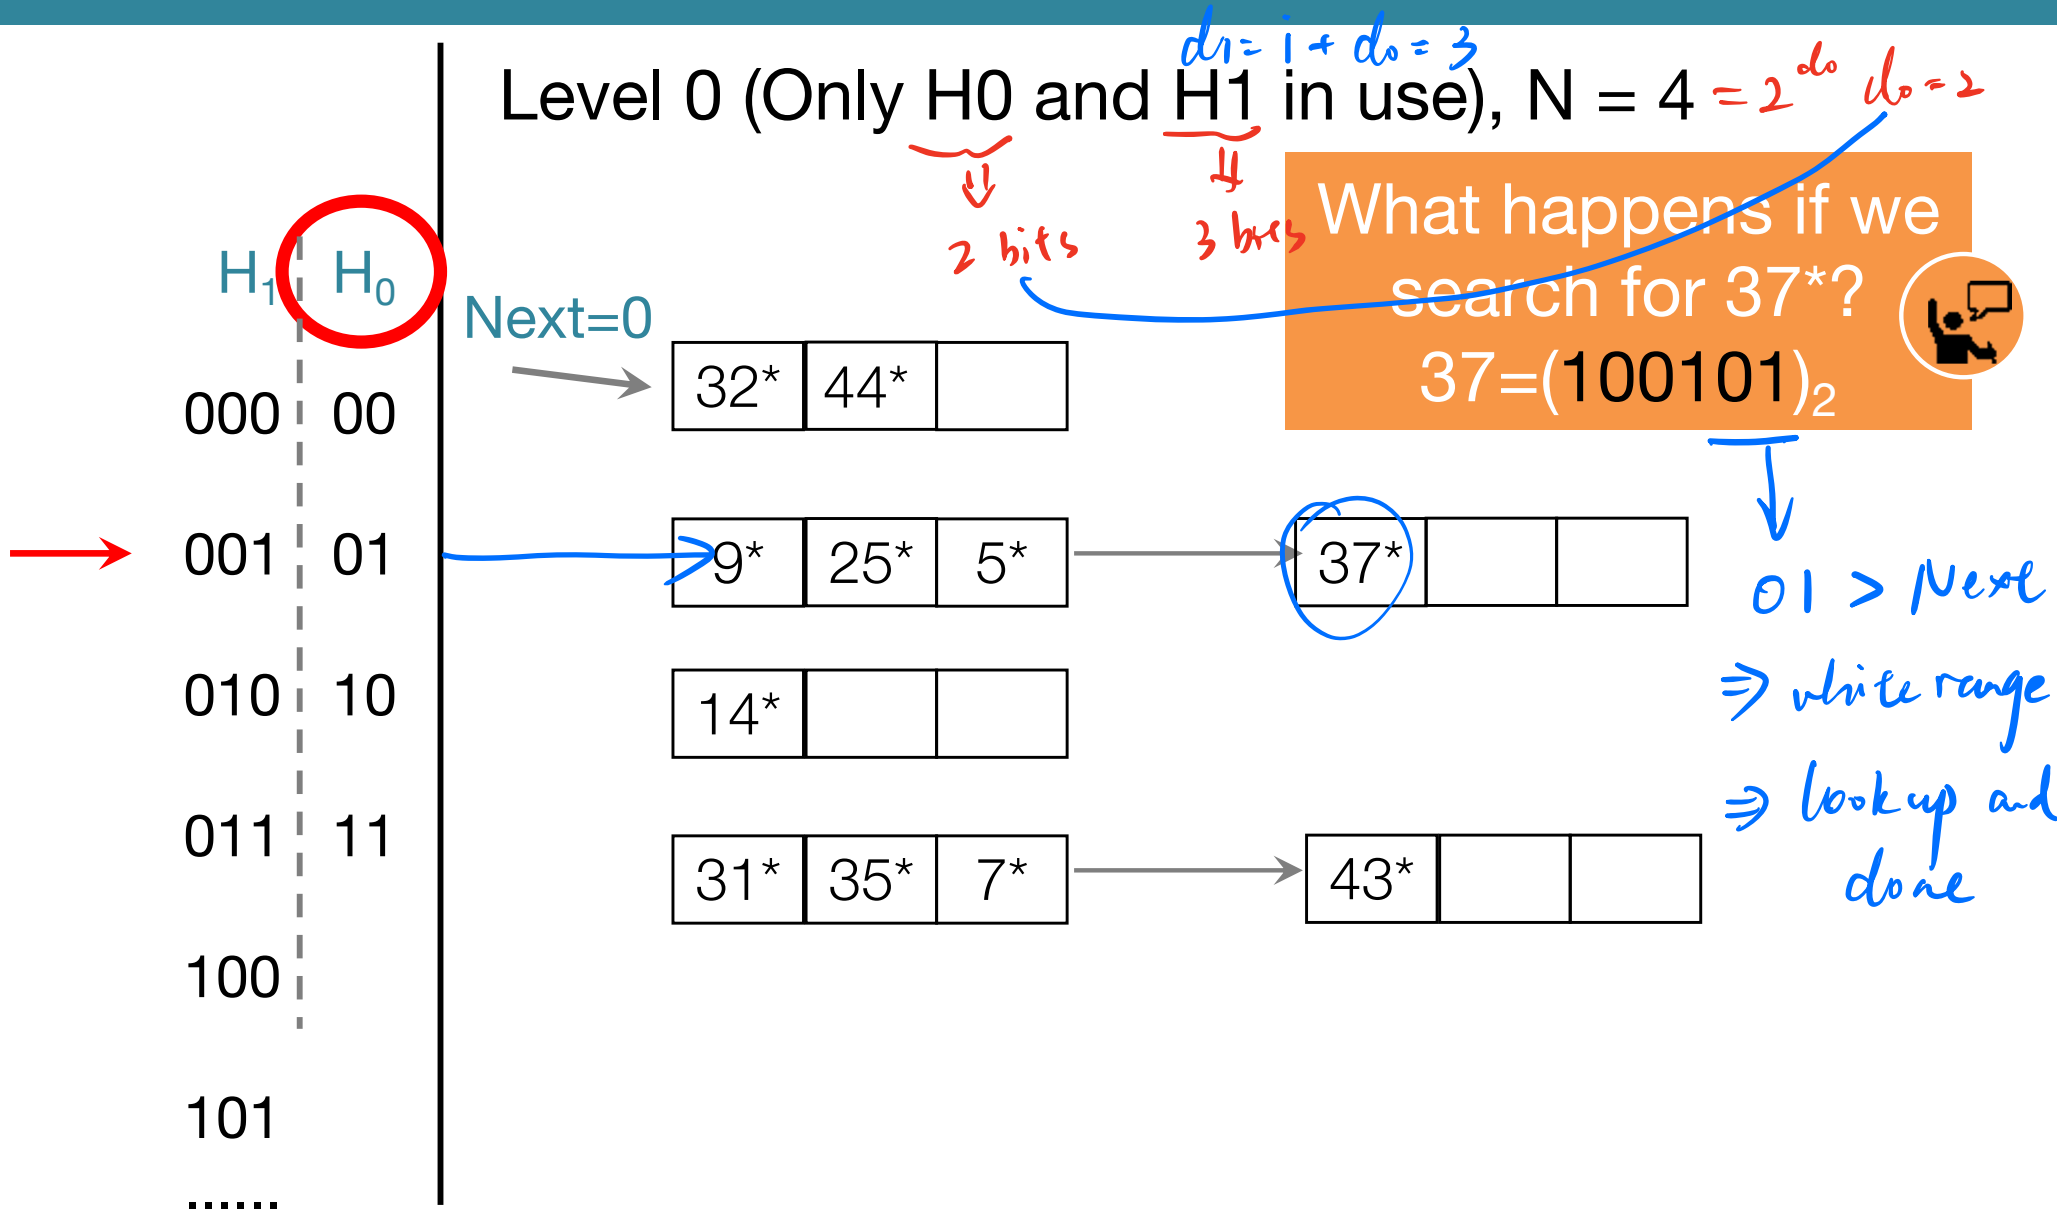 d1= i + d0 = 3
Level 0 (Only H0 and H1 in use), N = 4 = 2^d0 d0 = 2
2 bits
3 bits
What happens if we
search for 37*?
37=(100101)₂
H₁ H₀
Next=0
000 00
32* 44*
001 01
9* 25* 5*
37*
01 > Next
010 10
14*
⇒ white range
011 11
31* 35* 7*
43*
⇒ lookup and
done
100
101
.......